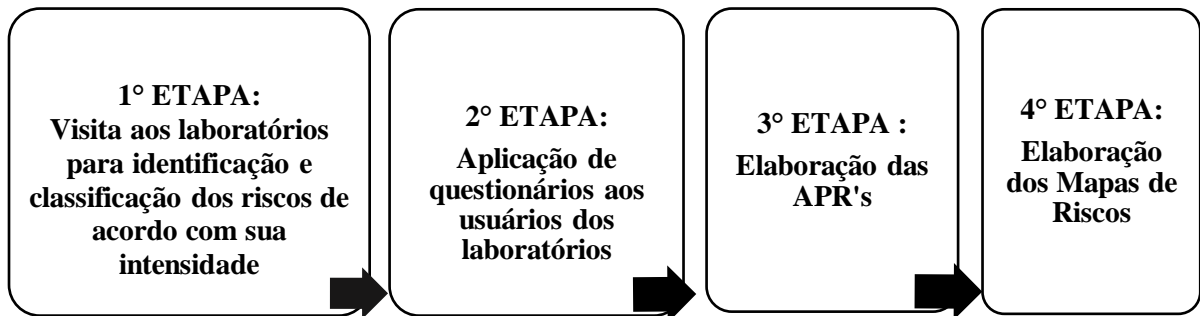 1° ETAPA:
Visita aos laboratórios
para identificação e
classificação dos riscos de
acordo com sua
intensidade
2° ETAPA:
Aplicação de
questionários aos
usuários dos
laboratórios
3° ETAPA :
Elaboração das
APR's
4° ETAPA:
Elaboração
dos Mapas de
Riscos